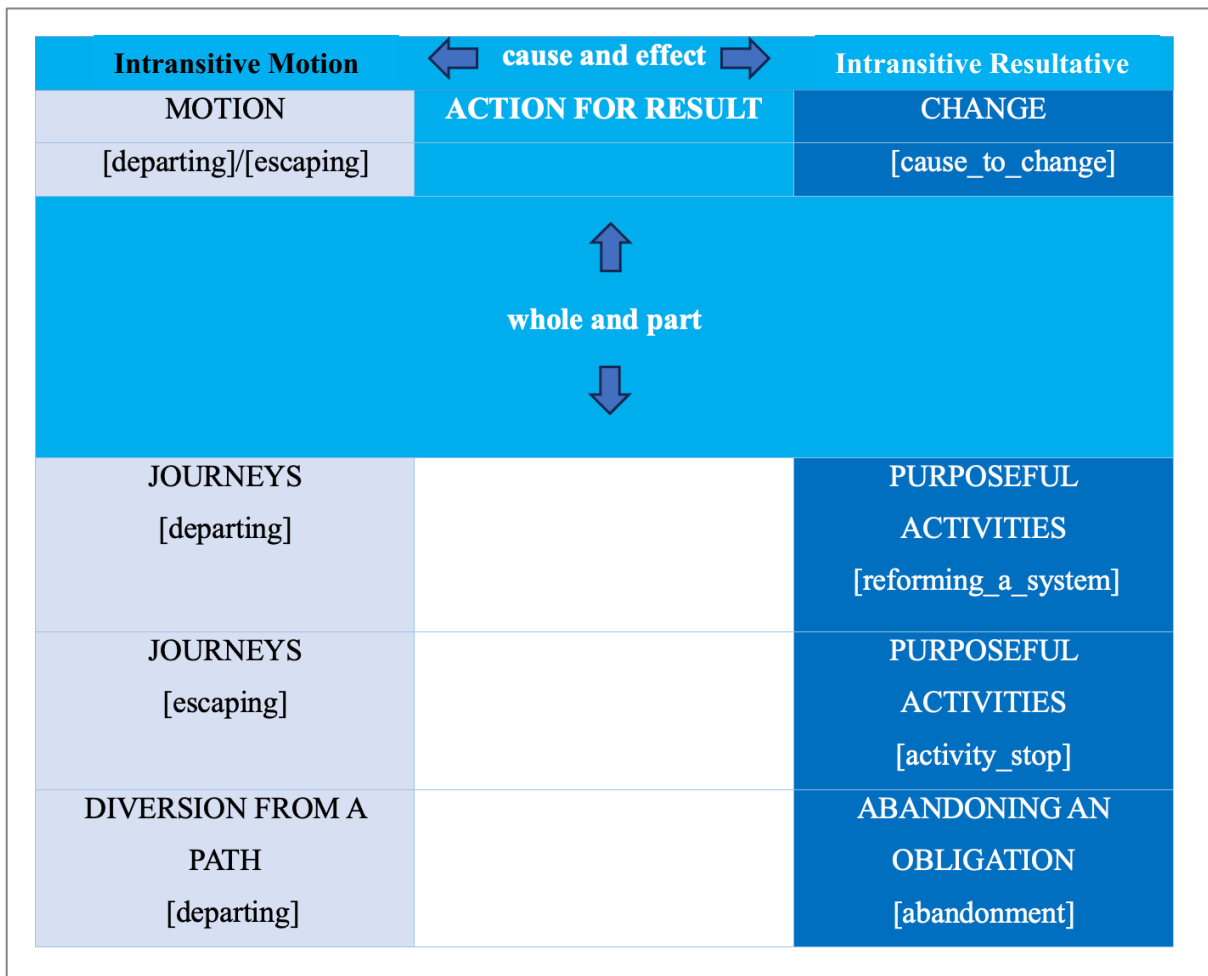 Intransitive Motion cause and effect Intransitive Resultative
MOTION ACTION FOR RESULT CHANGE
[departing]/[escaping] [cause_to_change]
whole and part
JOURNEYS
[departing]
PURPOSEFUL
ACTIVITIES
[reforming_a_system]
JOURNEYS
[escaping]
PURPOSEFUL
ACTIVITIES
[activity_stop]
DIVERSION FROM A
PATH
[departing]
ABANDONING AN
OBLIGATION
[abandonment]